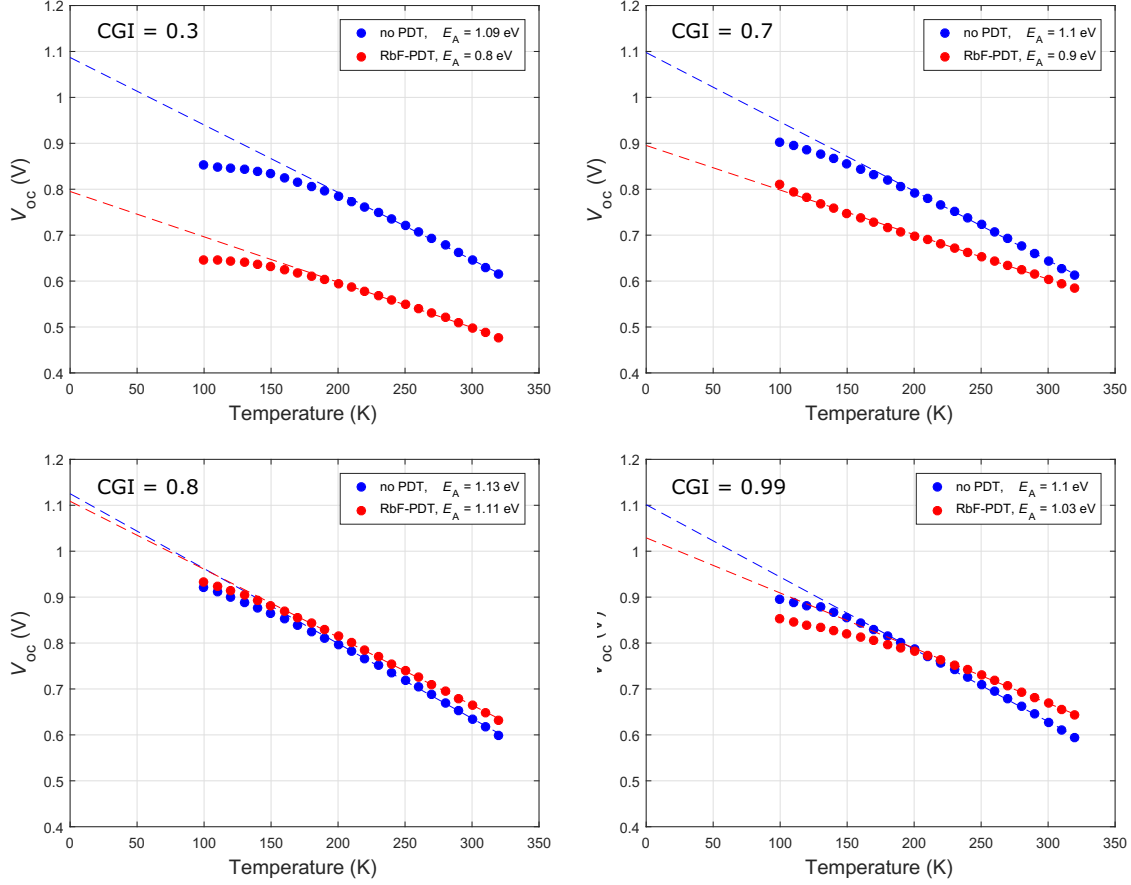 CGI = 0.3
no PDT, E_A = 1.09 eV
RbF-PDT, E_A = 0.8 eV
1.2
1.1
1
0.9
0.8
0.7
0.6
0.5
0.4
V_oc (V)
0 50 100 150 200 250 300 350
Temperature (K)
CGI = 0.7
no PDT, E_A = 1.1 eV
RbF-PDT, E_A = 0.9 eV
1.2
1.1
1
0.9
0.8
0.7
0.6
0.5
0.4
V_oc (V)
0 50 100 150 200 250 300 350
Temperature (K)
CGI = 0.8
no PDT, E_A = 1.13 eV
RbF-PDT, E_A = 1.11 eV
1.2
1.1
1
0.9
0.8
0.7
0.6
0.5
0.4
V_oc (V)
0 50 100 150 200 250 300 350
Temperature (K)
CGI = 0.99
no PDT, E_A = 1.1 eV
RbF-PDT, E_A = 1.03 eV
1.2
1.1
1
0.9
0.8
0.7
0.6
0.5
0.4
V_oc (V)
0 50 100 150 200 250 300 350
Temperature (K)